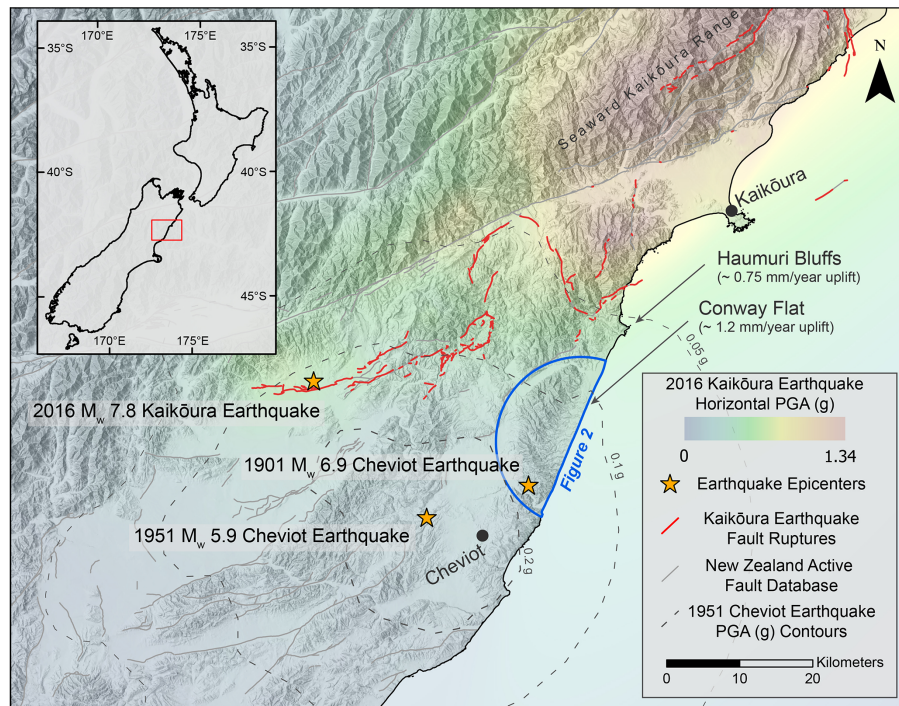 170°E
175°E
35°S
35°S
40°S
40°S
45°S
45°S
170°E
175°E
Seaward Kaikōura Range
N
Kaikōura
Haumuri Bluffs
(~ 0.75 mm/year uplift)
Conway Flat
(~ 1.2 mm/year uplift)
0.05 g
2016 Mw 7.8 Kaikōura Earthquake
1901 Mw 6.9 Cheviot Earthquake
Figure 2
0.1 g
1951 Mw 5.9 Cheviot Earthquake
Cheviot
0.2 g
2016 Kaikōura Earthquake
Horizontal PGA (g)
0
1.34
Earthquake Epicenters
Kaikōura Earthquake
Fault Ruptures
New Zealand Active
Fault Database
1951 Cheviot Earthquake
PGA (g) Contours
Kilometers
0
10
20